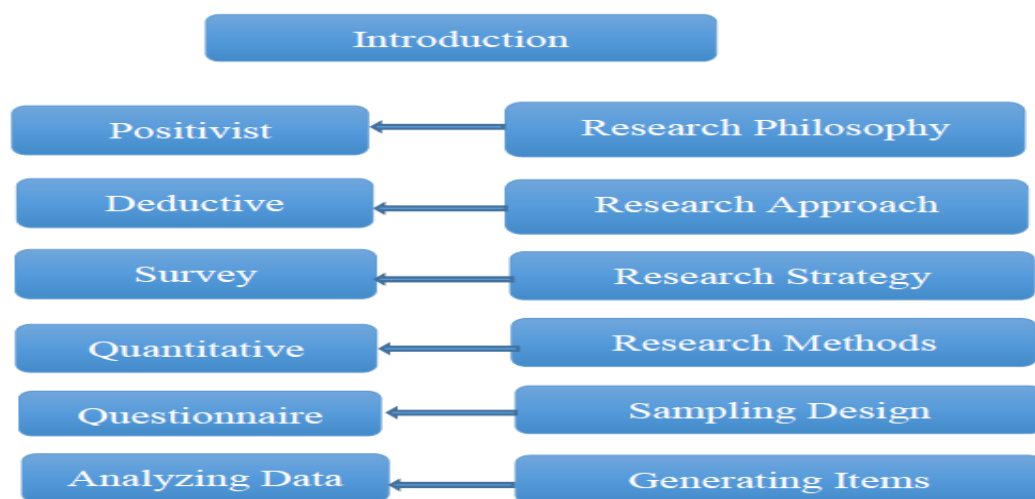 Introduction
Positivist
Research Philosophy
Deductive
Research Approach
Survey
Research Strategy
Quantitative
Research Methods
Questionnaire
Sampling Design
Analyzing Data
Generating Items